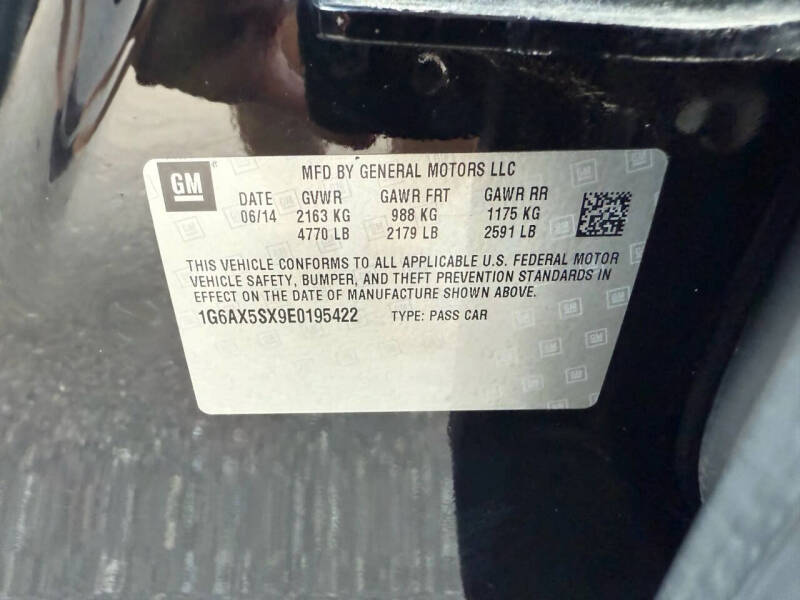 GM
MFD BY GENERAL MOTORS LLC
DATE GVWR GAWR FRT GAWR RR
06/14 2163 KG 988 KG 1175 KG
4770 LB 2179 LB 2591 LB
THIS VEHICLE CONFORMS TO ALL APPLICABLE U.S. FEDERAL MOTOR
VEHICLE SAFETY, BUMPER, AND THEFT PREVENTION STANDARDS IN
EFFECT ON THE DATE OF MANUFACTURE SHOWN ABOVE.
1G6AX5SX9E0195422 TYPE: PASS CAR